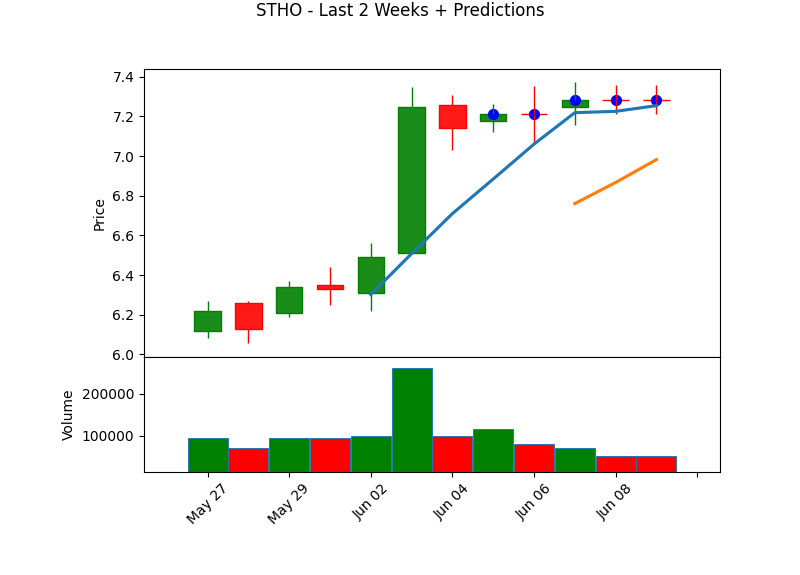 STHO - Last 2 Weeks + Predictions
7.4
7.2
7.0
6.8
6.6
6.4
6.2
6.0
Price
200000
100000
Volume
May 27
May 29
Jun 02
Jun 04
Jun 06
Jun 08